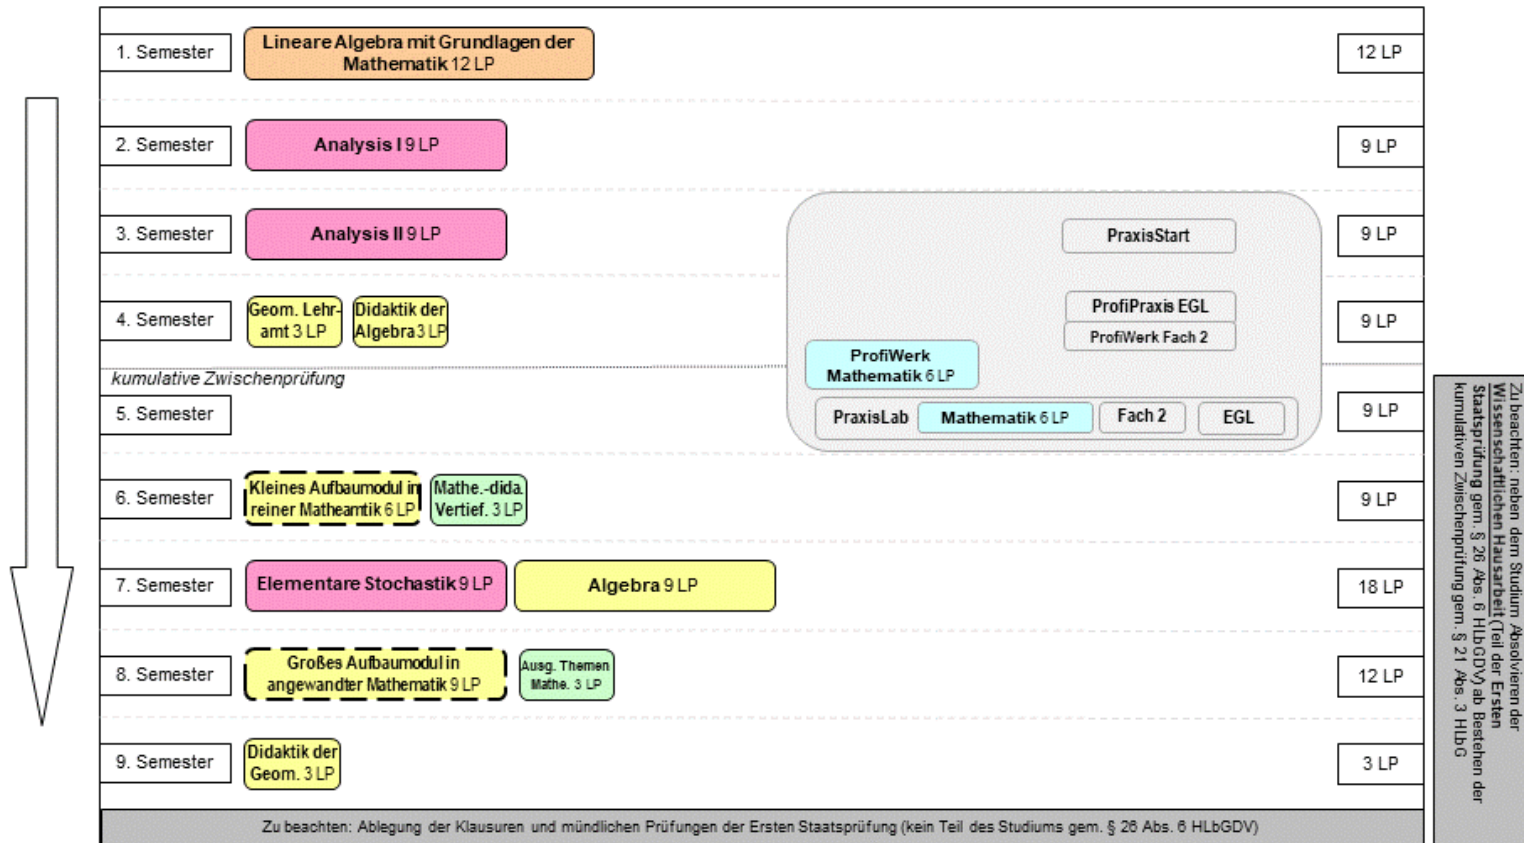 1. Semester
Lineare Algebra mit Grundlagen der
Mathematik 12 LP
12 LP
2. Semester
Analysis I 9 LP
9 LP
3. Semester
Analysis II 9 LP
PraxisStart
9 LP
4. Semester
Geom. Lehr-
amt 3 LP
Didaktik der
Algebra 3 LP
ProfiPraxis EGL
ProfiWerk Fach 2
9 LP
ProfiWerk
Mathematik 6 LP
kumulative Zwischenprüfung
5. Semester
PraxisLab
Mathematik 6 LP
Fach 2
EGL
9 LP
6. Semester
Kleines Aufbaumodul in
reiner Matheamtik 6 LP
Mathe.-dida.
Vertief. 3 LP
9 LP
7. Semester
Elementare Stochastik 9 LP
Algebra 9 LP
18 LP
8. Semester
Großes Aufbaumodul in
angewandter Mathematik 9 LP
Ausg. Themen
Mathe. 3 LP
12 LP
9. Semester
Didaktik der
Geom. 3 LP
3 LP
Zu beachten: Ablegung der Klausuren und mündlichen Prüfungen der Ersten Staatsprüfung (kein Teil des Studiums gem. § 26 Abs. 6 HLbGDV)
Zu beachten: neben dem Studium Absolvieren der
Wissenschaftlichen Hausarbeit (Teil der Ersten
Staatsprüfung gem. § 26 Abs. 6 HLbGDV) ab Bestehen der
kumulativen Zwischenprüfung gem. § 21 Abs. 3 HLbG